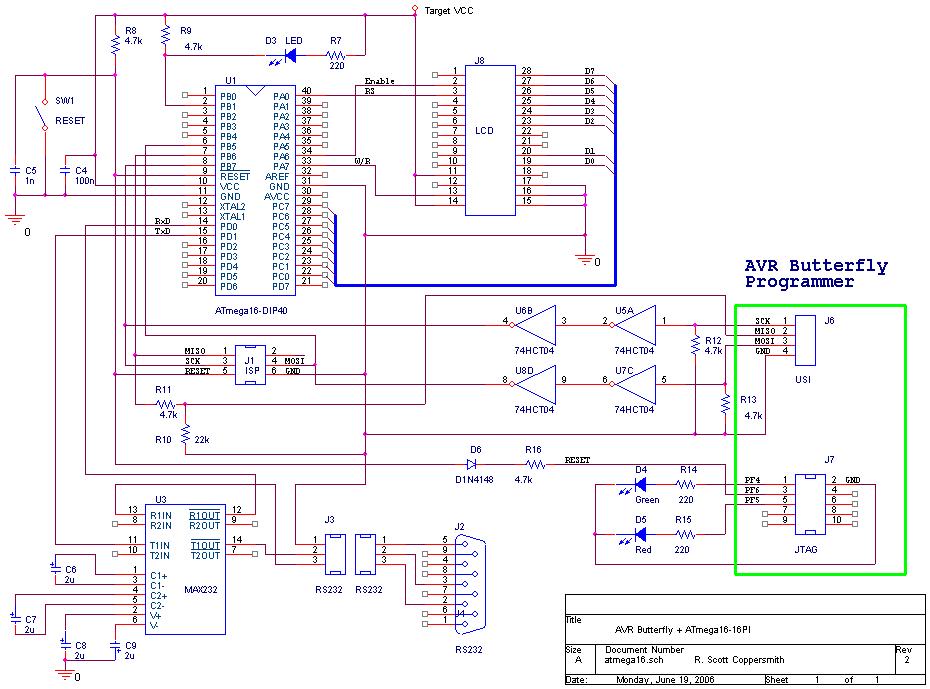 Target VCC
R8
4.7k
R9
4.7k
D3 LED
R7
220
SW1
RESET
C5
1n
C4
100n
0
U1
1 PB0 PA0 40
2 PB1 PA1 39
3 PB2 PA2 38
4 PB3 PA3 37
5 PB4 PA4 36
6 PB5 PA5 35
7 PB6 PA6 34
8 PB7 PA7 33
9 RESET AREF 32
10 VCC GND 31
11 GND AVCC 30
12 XTAL2 PC7 29
13 XTAL1 PC6 28
14 PD0 PC5 27
15 PD1 PC4 26
16 PD2 PC3 25
17 PD3 PC2 24
18 PD4 PC1 23
19 PD5 PC0 22
20 PD6 PD7 21
ATmega16-DIP40
RxD
TxD
Enable
RS
W/R
J8
LCD
1 28 D7
2 27 D6
3 26 D5
4 25 D4
5 24 D3
6 23 D2
7 22
8 21
9 20 D1
10 19 D0
11 18
12 17
13 16
14 15
0
AVR Butterfly
Programmer
U6B
4 3
74HCT04
U5A
2 1
74HCT04
U8D
8 9
74HCT04
U7C
6 5
74HCT04
R12
4.7k
R13
4.7k
SCK 1
MISO 2
MOSI 3
GND 4
J6
USI
J1
ISP
MISO 1 2
SCK 3 4 MOSI
RESET 5 6 GND
R11
4.7k
R10 22k
D6
D1N4148
R16
4.7k
RESET
D4
Green
R14
220
D5
Red
R15
220
J7
PF4 1 2 GND
PF6 3 4
PF5 5 6
7 8
9 10
JTAG
U3
13 R1IN R1OUT 12
8 R2IN R2OUT 9
11 T1IN T1OUT 14
10 T2IN T2OUT 7
1 C1+
3 C1-
4 C2+
5 C2-
2 V+
6 V-
MAX232
C6
2u
C7
2u
C8
2u
C9
2u
0
J3
1 1
2 2
3 3
RS232 RS232
J2
5
9
4
8
3
7
2
6
1
J4
RS232
Title
AVR Butterfly + ATmega16-16PI
Size Document Number Rev
A atmega16.sch R. Scott Coppersmith 2
Date: Monday, June 19, 2006 Sheet 1 of 1